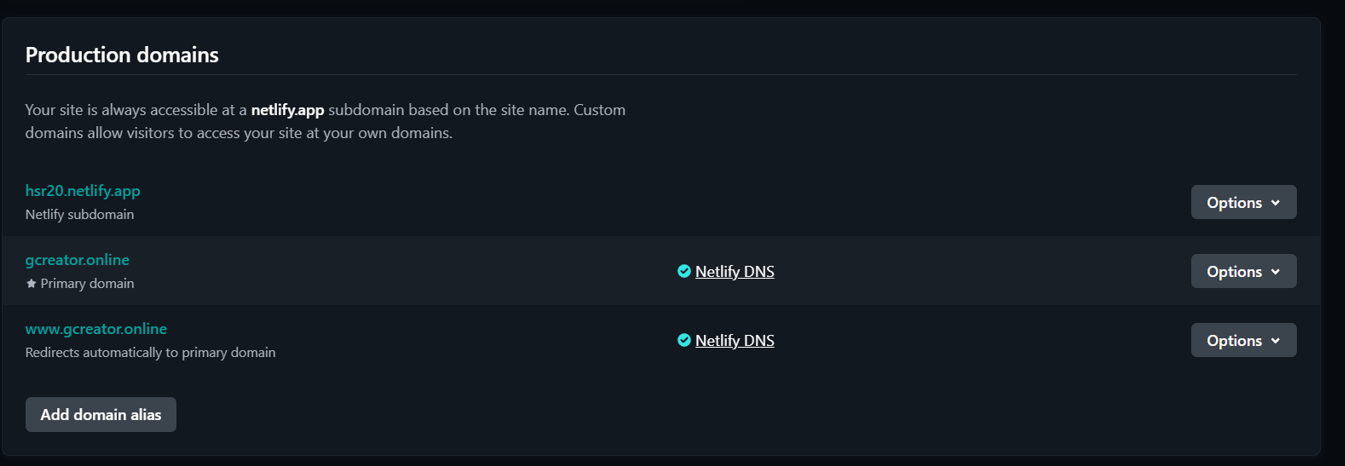 Production domains
Your site is always accessible at a netlify.app subdomain based on the site name. Custom
domains allow visitors to access your site at your own domains.
hsr20.netlify.app
Netlify subdomain
Options
gcreator.online
Primary domain
Netlify DNS
Options
www.gcreator.online
Redirects automatically to primary domain
Netlify DNS
Options
Add domain alias